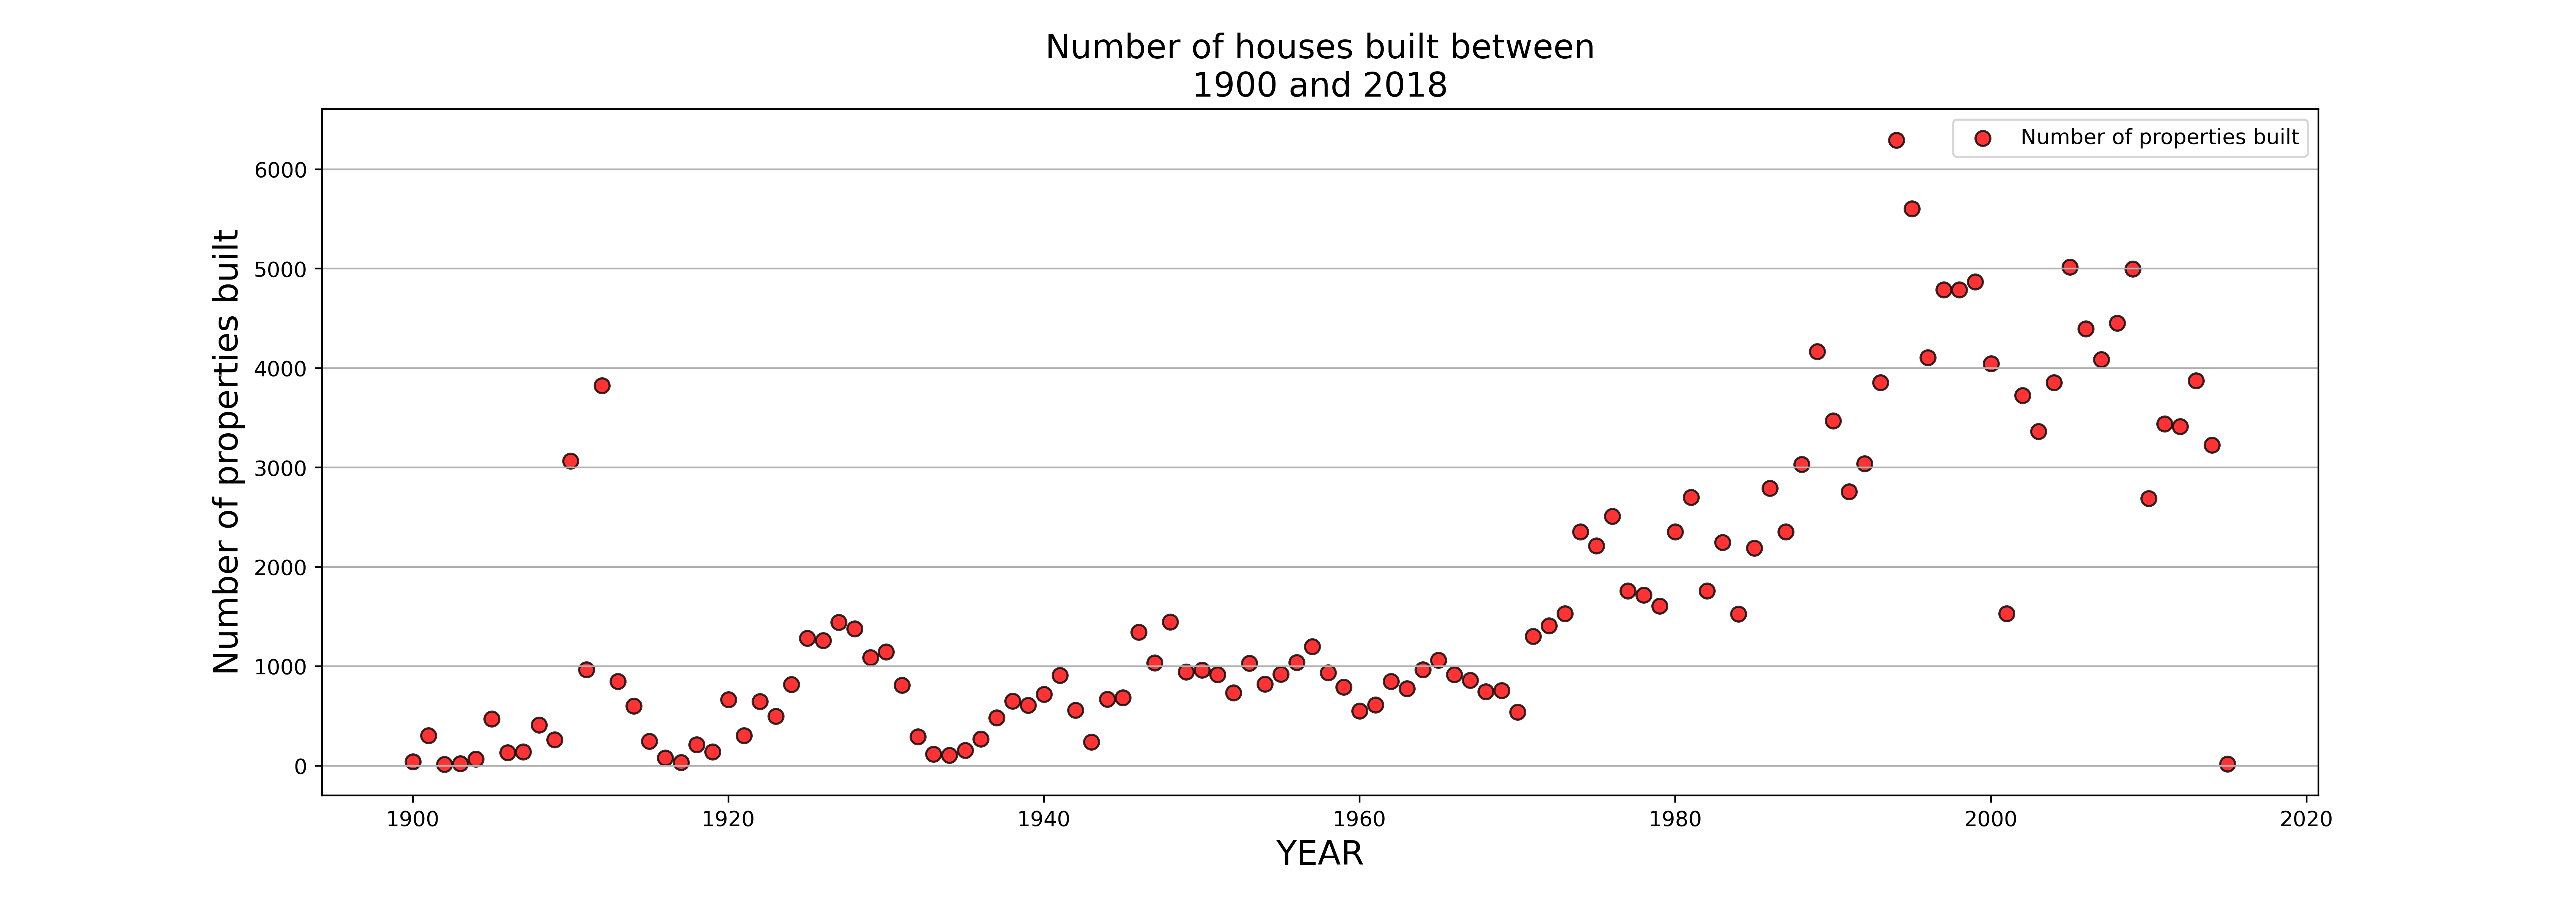 Number of houses built between
1900 and 2018
Number of properties built
Number of properties built
6000
5000
4000
3000
2000
1000
0
1900 1920 1940 1960 1980 2000 2020
YEAR